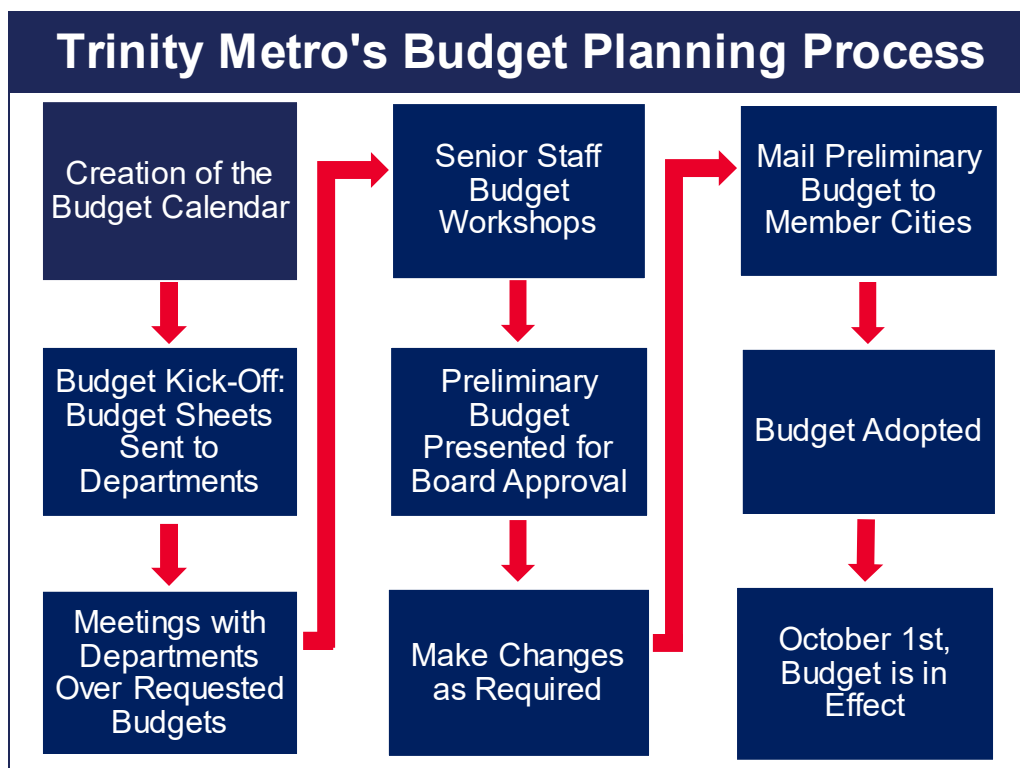 Trinity Metro's Budget Planning Process
Creation of the
Budget Calendar
Budget Kick-Off:
Budget Sheets
Sent to
Departments
Meetings with
Departments
Over Requested
Budgets
Senior Staff
Budget
Workshops
Preliminary
Budget
Presented for
Board Approval
Make Changes
as Required
Mail Preliminary
Budget to
Member Cities
Budget Adopted
October 1st,
Budget is in
Effect